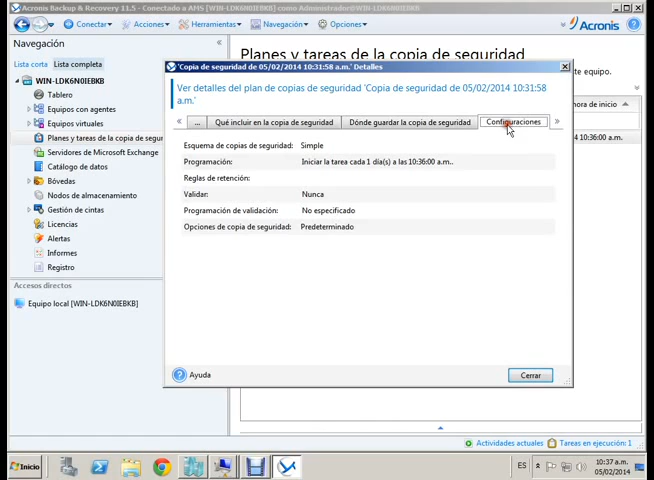 Acronis Backup & Recovery 11.5 - Conectado a AMS [WIN-LDK6N0IEBKB] como Administrador@WIN-LDK6N0IEBKB
Conectar
Acciones
Herramientas
Navegación
Opciones
Acronis
Navegación
Lista corta
Lista completa
WIN-LDK6N0IEBKB
Tablero
Equipos con agentes
Equipos virtuales
Planes y tareas de la copia de segur
Servidores de Microsoft Exchange
Catálogo de datos
Bóvedas
Nodos de almacenamiento
Gestión de cintas
Licencias
Alertas
Informes
Registro
Accesos directos
Equipo local [WIN-LDK6N0IEBKB]
Planes y tareas de la copia de seguridad
te equipo.
hora de inicio
4 10:36:00 a.m.
'Copia de seguridad de 05/02/2014 10:31:58 a.m.' Detalles
Ver detalles del plan de copias de seguridad 'Copia de seguridad de 05/02/2014 10:31:58
a.m.'
...
Qué incluir en la copia de seguridad
Dónde guardar la copia de seguridad
Configuraciones
Esquema de copias de seguridad: Simple
Programación: Iniciar la tarea cada 1 día(s) a las 10:36:00 a.m..
Reglas de retención:
Validar: Nunca
Programación de validación: No especificado
Opciones de copia de seguridad: Predeterminado
Ayuda
Cerrar
Actividades actuales
Tareas en ejecución: 1
Inicio
ES
10:37 a.m.
05/02/2014